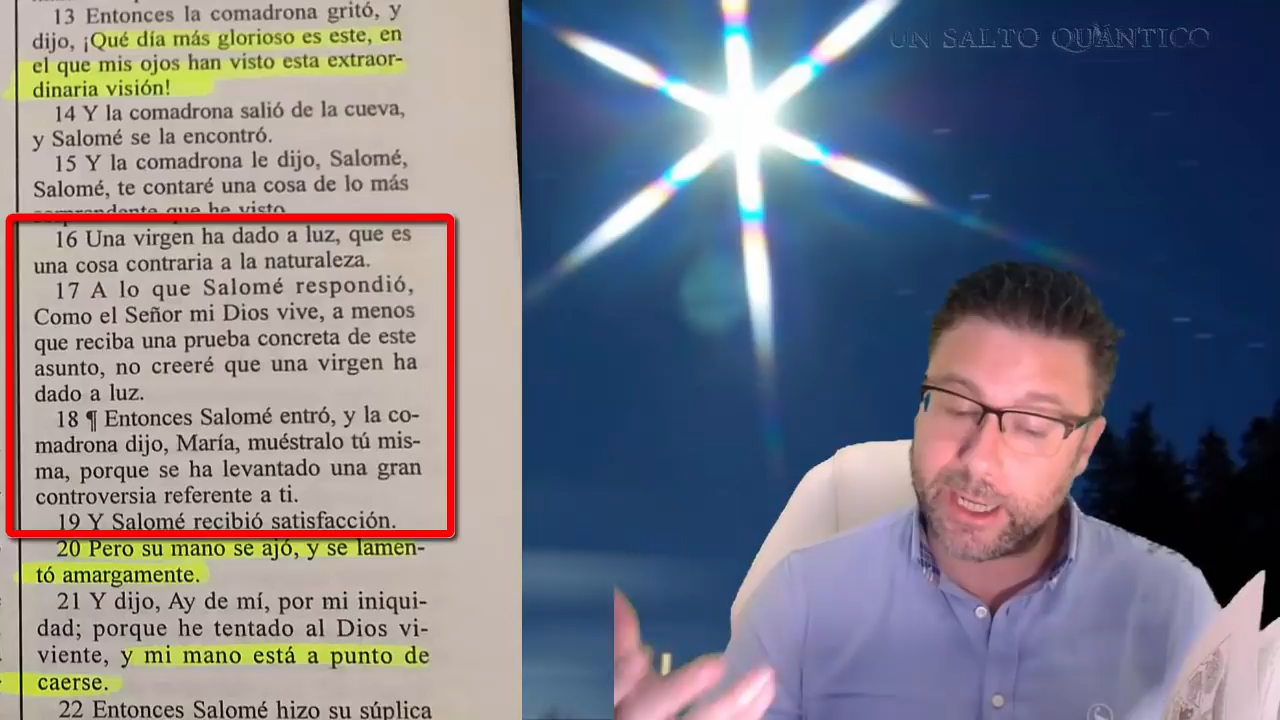 13 Entonces la comadrona gritó, y
dijo, ¡Qué día más glorioso es este, en
el que mis ojos han visto esta extraor-
dinaria visión!
14 Y la comadrona salió de la cueva,
y Salomé se la encontró.
15 Y la comadrona le dijo, Salomé,
Salomé, te contaré una cosa de lo más
sorprendente que he visto.
16 Una virgen ha dado a luz, que es
una cosa contraria a la naturaleza.
17 A lo que Salomé respondió,
Como el Señor mi Dios vive, a menos
que reciba una prueba concreta de este
asunto, no creeré que una virgen ha
dado a luz.
18 ¶ Entonces Salomé entró, y la co-
madrona dijo, María, muéstralo tú mis-
ma, porque se ha levantado una gran
controversia referente a ti.
19 Y Salomé recibió satisfacción.
20 Pero su mano se ajó, y se lamen-
tó amargamente.
21 Y dijo, Ay de mí, por mi iniqui-
dad; porque he tentado al Dios vi-
viente, y mi mano está a punto de
caerse.
22 Entonces Salomé hizo su súplica
UN SALTO QUÁNTICO